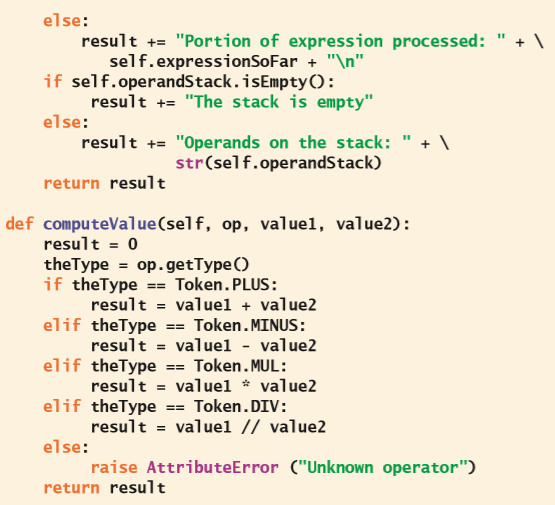 else:
        result += "Portion of expression processed: " + \
           self.expressionSoFar + "\n"
    if self.operandStack.isEmpty():
         result += "The stack is empty"
    else:
        result += "Operands on the stack: " + \
                  str(self.operandStack)
    return result

def computeValue(self, op, value1, value2):
    result = 0
    theType = op.getType()
    if theType == Token.PLUS:
         result = value1 + value2
    elif theType == Token.MINUS:
         result = value1 - value2
    elif theType == Token.MUL:
         result = value1 * value2
    elif theType == Token.DIV:
         result = value1 // value2
    else:
         raise AttributeError ("Unknown operator")
    return result